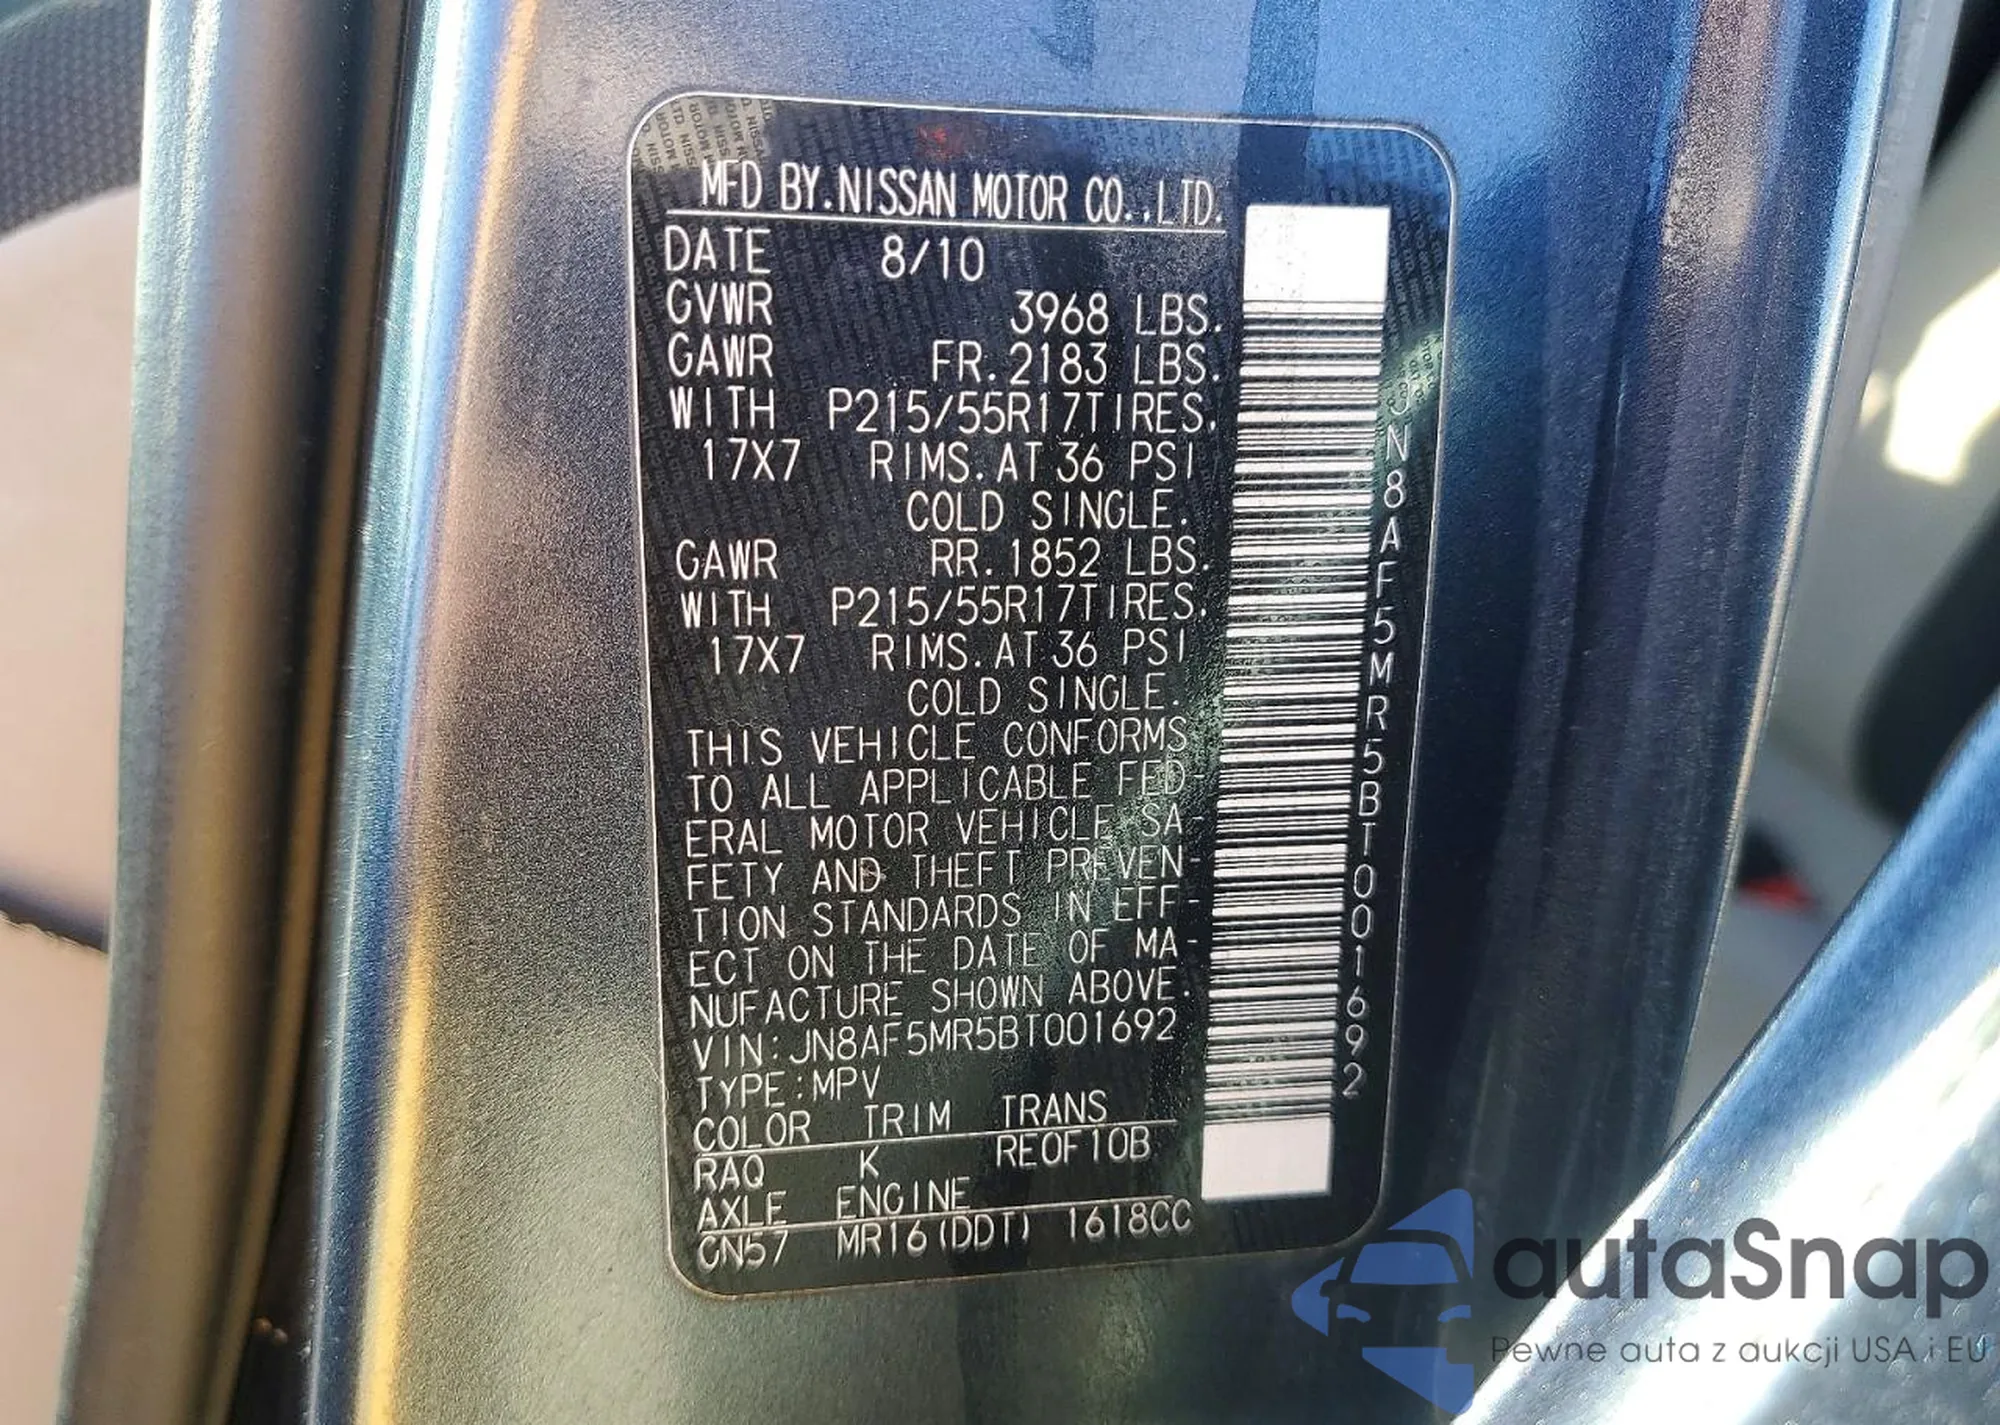 MFD BY.NISSAN MOTOR CO.,LTD.
DATE 8/10
GVWR 3968 LBS.
GAWR FR.2183 LBS.
WITH P215/55R17TIRES.
17X7 RIMS.AT 36 PSI
COLD SINGLE.
GAWR RR.1852 LBS.
WITH P215/55R17TIRES.
17X7 RIMS.AT 36 PSI
COLD SINGLE.
THIS VEHICLE CONFORMS
TO ALL APPLICABLE FED-
ERAL MOTOR VEHICLE SA-
FETY AND THEFT PREVEN-
TION STANDARDS IN EFF-
ECT ON THE DATE OF MA-
NUFACTURE SHOWN ABOVE.
VIN:JN8AF5MR5BT001692
TYPE:MPV
COLOR TRIM TRANS
RAQ K RE0F10B
AXLE ENGINE
GN57 MR16(DDT) 1618CC
JN8AF5MR5BT001692
autaSnap
Pewne auta z aukcji USA i EU